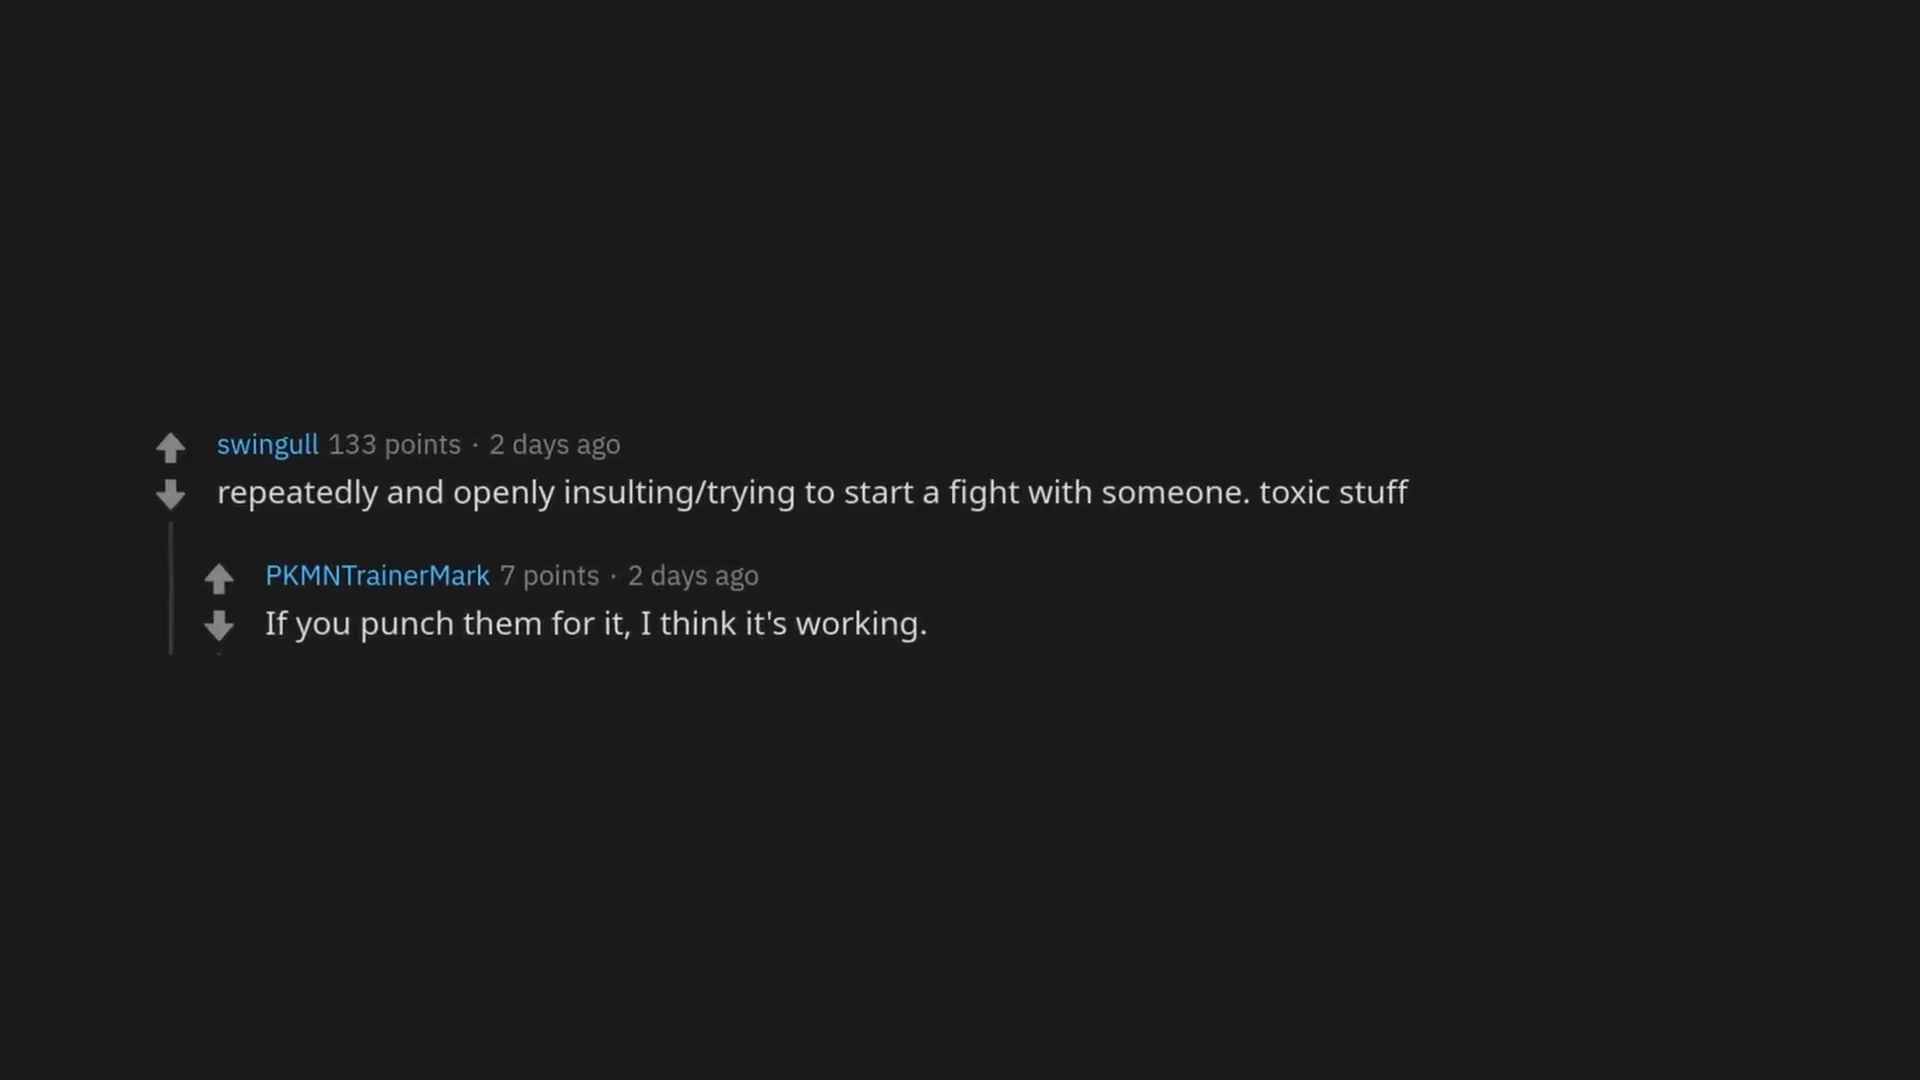 swingull 133 points · 2 days ago
repeatedly and openly insulting/trying to start a fight with someone. toxic stuff
PKMNTrainerMark 7 points · 2 days ago
If you punch them for it, I think it's working.